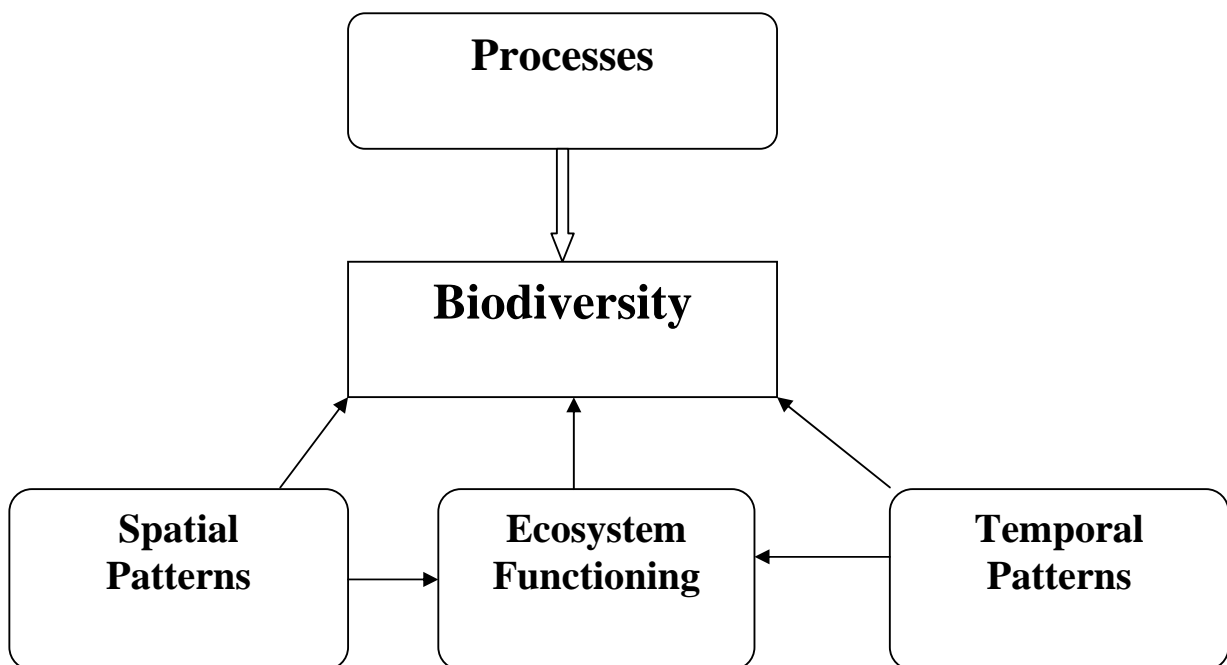 Processes
Biodiversity
Spatial
Patterns
Ecosystem
Functioning
Temporal
Patterns